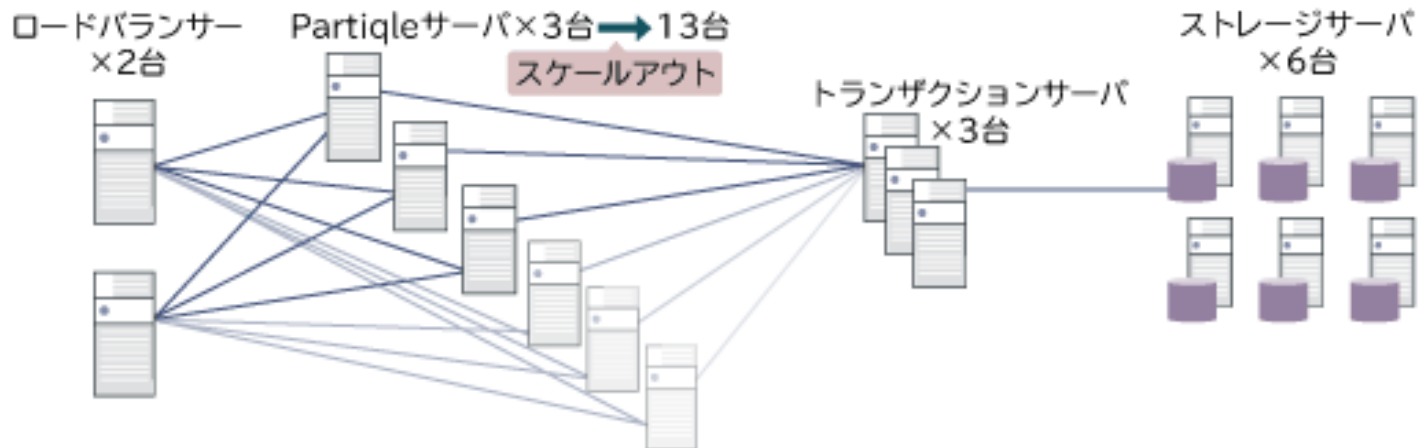 ロードバランサー
×2台
Partiqleサーバ×3台➡13台
スケールアウト
トランザクションサーバ
×3台
ストレージサーバ
×6台